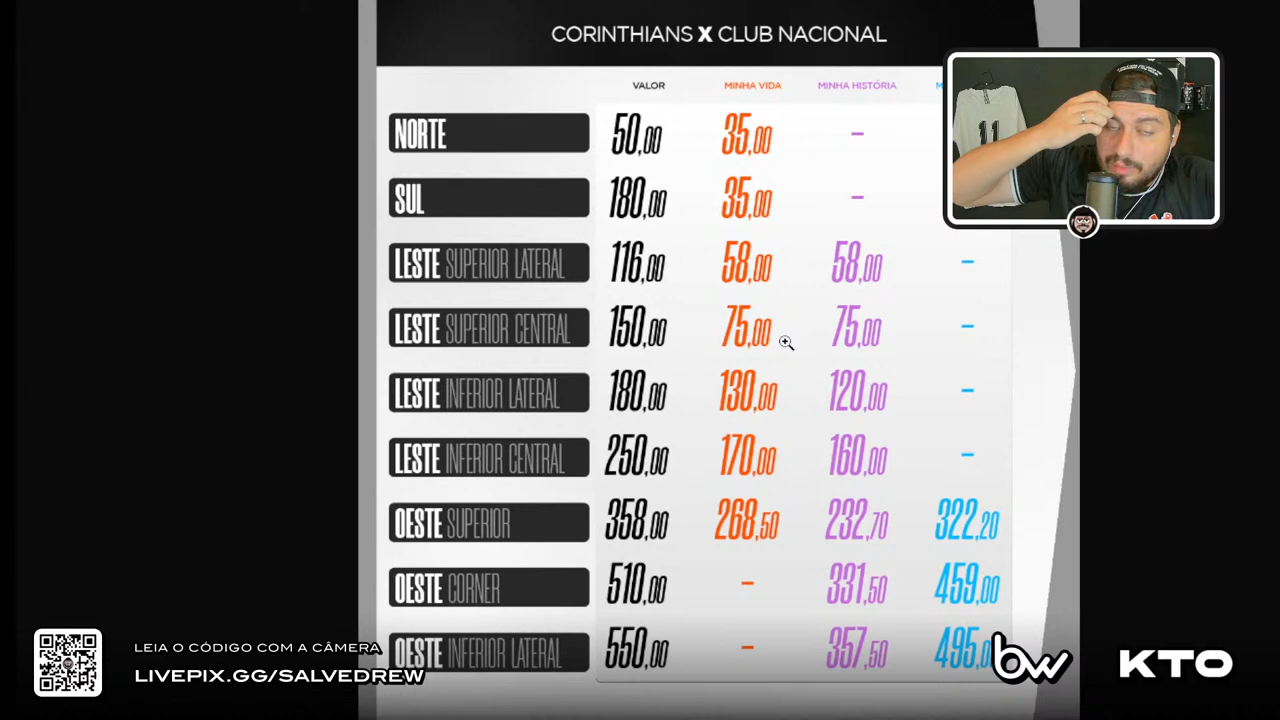 CORINTHIANS X CLUB NACIONAL
VALOR MINHA VIDA MINHA HISTÓRIA
NORTE 50,00 35,00 -
SUL 180,00 35,00 -
LESTE SUPERIOR LATERAL 116,00 58,00 58,00 -
LESTE SUPERIOR CENTRAL 150,00 75,00 75,00 -
LESTE INFERIOR LATERAL 180,00 130,00 120,00 -
LESTE INFERIOR CENTRAL 250,00 170,00 160,00 -
OESTE SUPERIOR 358,00 268,50 232,70 322,20
OESTE CORNER 510,00 - 331,50 459,00
OESTE INFERIOR LATERAL 550,00 - 357,50 495,0
11
LEIA O CÓDIGO COM A CÂMERA
LIVEPIX.GG/SALVEDREW
bw KTO